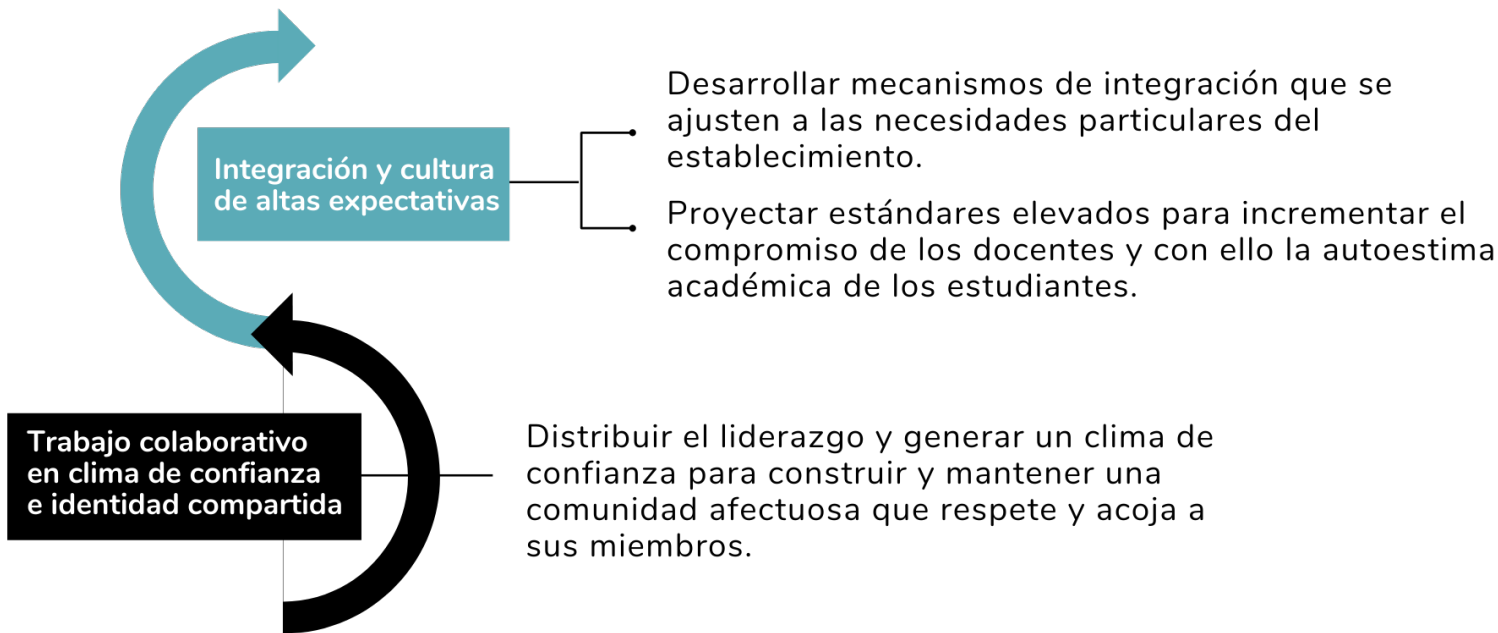 Integración y cultura
de altas expectativas
Desarrollar mecanismos de integración que se
ajusten a las necesidades particulares del
establecimiento.
Proyectar estándares elevados para incrementar el
compromiso de los docentes y con ello la autoestima
académica de los estudiantes.
Trabajo colaborativo
en clima de confianza
e identidad compartida
Distribuir el liderazgo y generar un clima de
confianza para construir y mantener una
comunidad afectuosa que respete y acoja a
sus miembros.